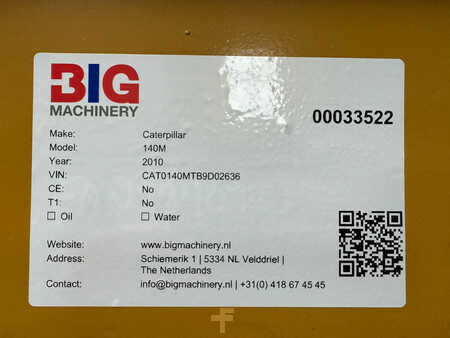 BIG
MACHINERY
00033522
Make: Caterpillar
Model: 140M
Year: 2010
VIN: CAT0140MTB9D02636
CE: No
T1: No
☐ Oil ☐ Water
Website: www.bigmachinery.nl
Address: Schiemerik 1 | 5334 NL Velddriel |
The Netherlands
Contact: info@bigmachinery.nl | +31(0) 418 67 45 45